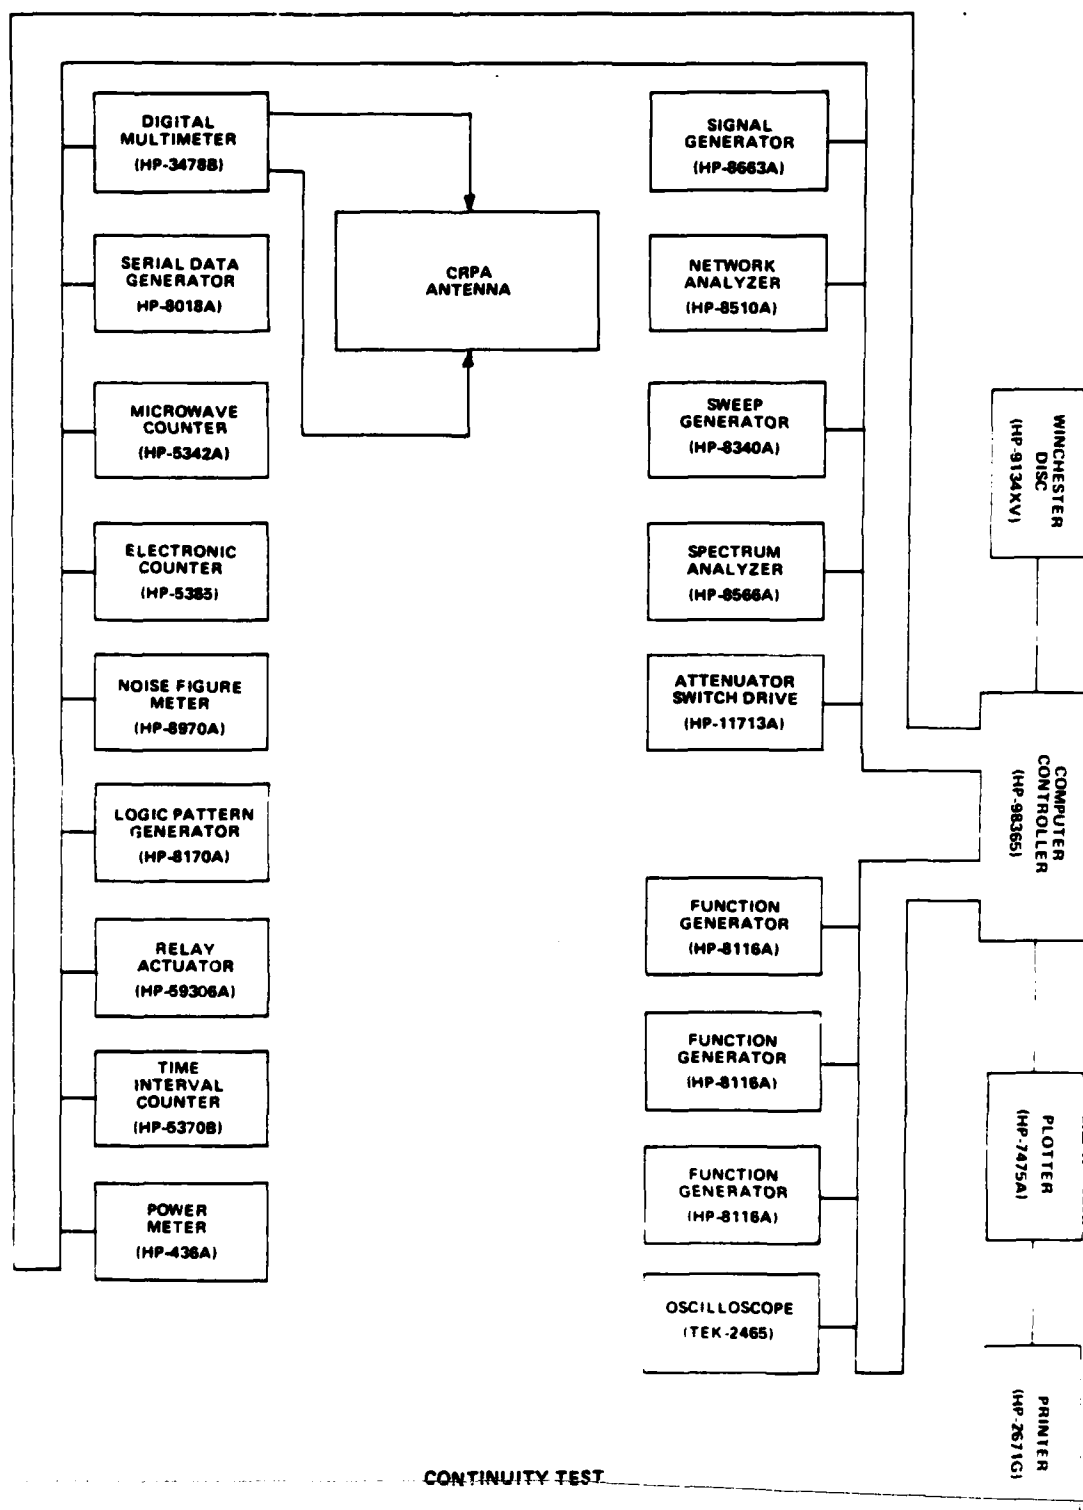 DIGITAL
MULTIMETER
(HP-3478B)
SERIAL DATA
GENERATOR
HP-8018A)
MICROWAVE
COUNTER
(HP-5342A)
ELECTRONIC
COUNTER
(HP-5385)
NOISE FIGURE
METER
(HP-8970A)
LOGIC PATTERN
GENERATOR
(HP-8170A)
RELAY
ACTUATOR
(HP-59306A)
TIME
INTERVAL
COUNTER
(HP-5370B)
POWER
METER
(HP-436A)
CRPA
ANTENNA
SIGNAL
GENERATOR
(HP-8663A)
NETWORK
ANALYZER
(HP-8510A)
SWEEP
GENERATOR
(HP-8340A)
SPECTRUM
ANALYZER
(HP-8566A)
ATTENUATOR
SWITCH DRIVE
(HP-11713A)
FUNCTION
GENERATOR
(HP-8116A)
FUNCTION
GENERATOR
(HP-8116A)
FUNCTION
GENERATOR
(HP-8116A)
OSCILLOSCOPE
(TEK-2465)
WINCHESTER
DISC
(HP-9134XV)
COMPUTER
CONTROLLER
(HP-98365)
PLOTTER
(HP-7475A)
PRINTER
(HP-2671G)
CONTINUITY TEST